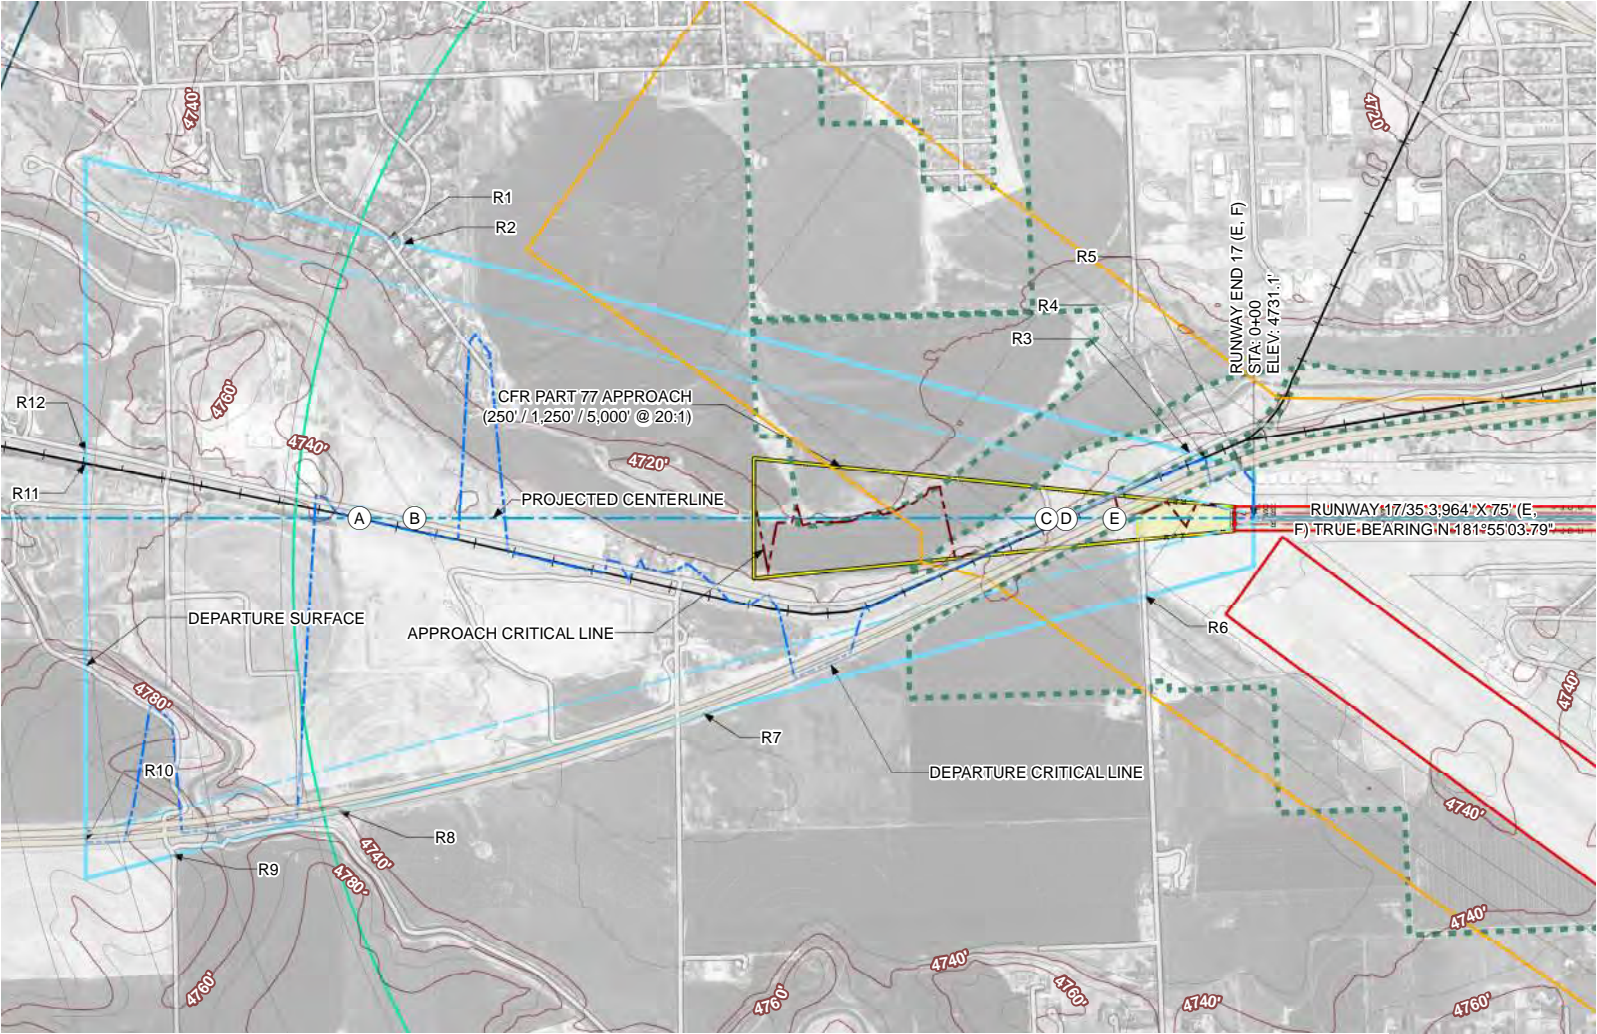 4740'
4720'
R1
R2
RUNWAY END 17 (E, F)
STA: 0+00
ELEV: 4731.1'
R5
R4
R3
CFR PART 77 APPROACH
(250' / 1,250' / 5,000' @ 20:1)
R12
4760'
4740'
4720'
R11
PROJECTED CENTERLINE
A
B
C
D
E
RUNWAY 17/35 3,964' X 75' (E,
F) TRUE BEARING N 181°55'03.79"
DEPARTURE SURFACE
APPROACH CRITICAL LINE
R6
4780'
4740'
R7
R10
DEPARTURE CRITICAL LINE
4740'
R8
4740'
R9
4780'
4740'
4740'
4760'
4760'
4760'
4740'
4760'